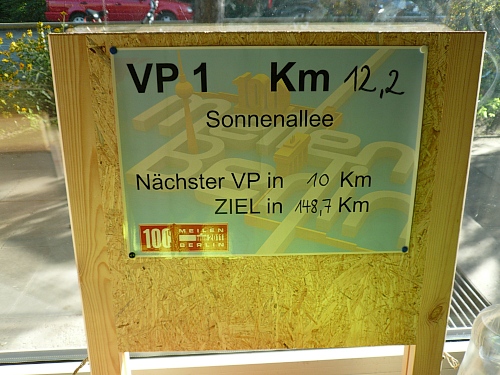 VP 1 Km 12,2
Sonnenallee
Nächster VP in 10 Km
ZIEL in 148,7 Km
100 MEILEN
2011
BERLIN